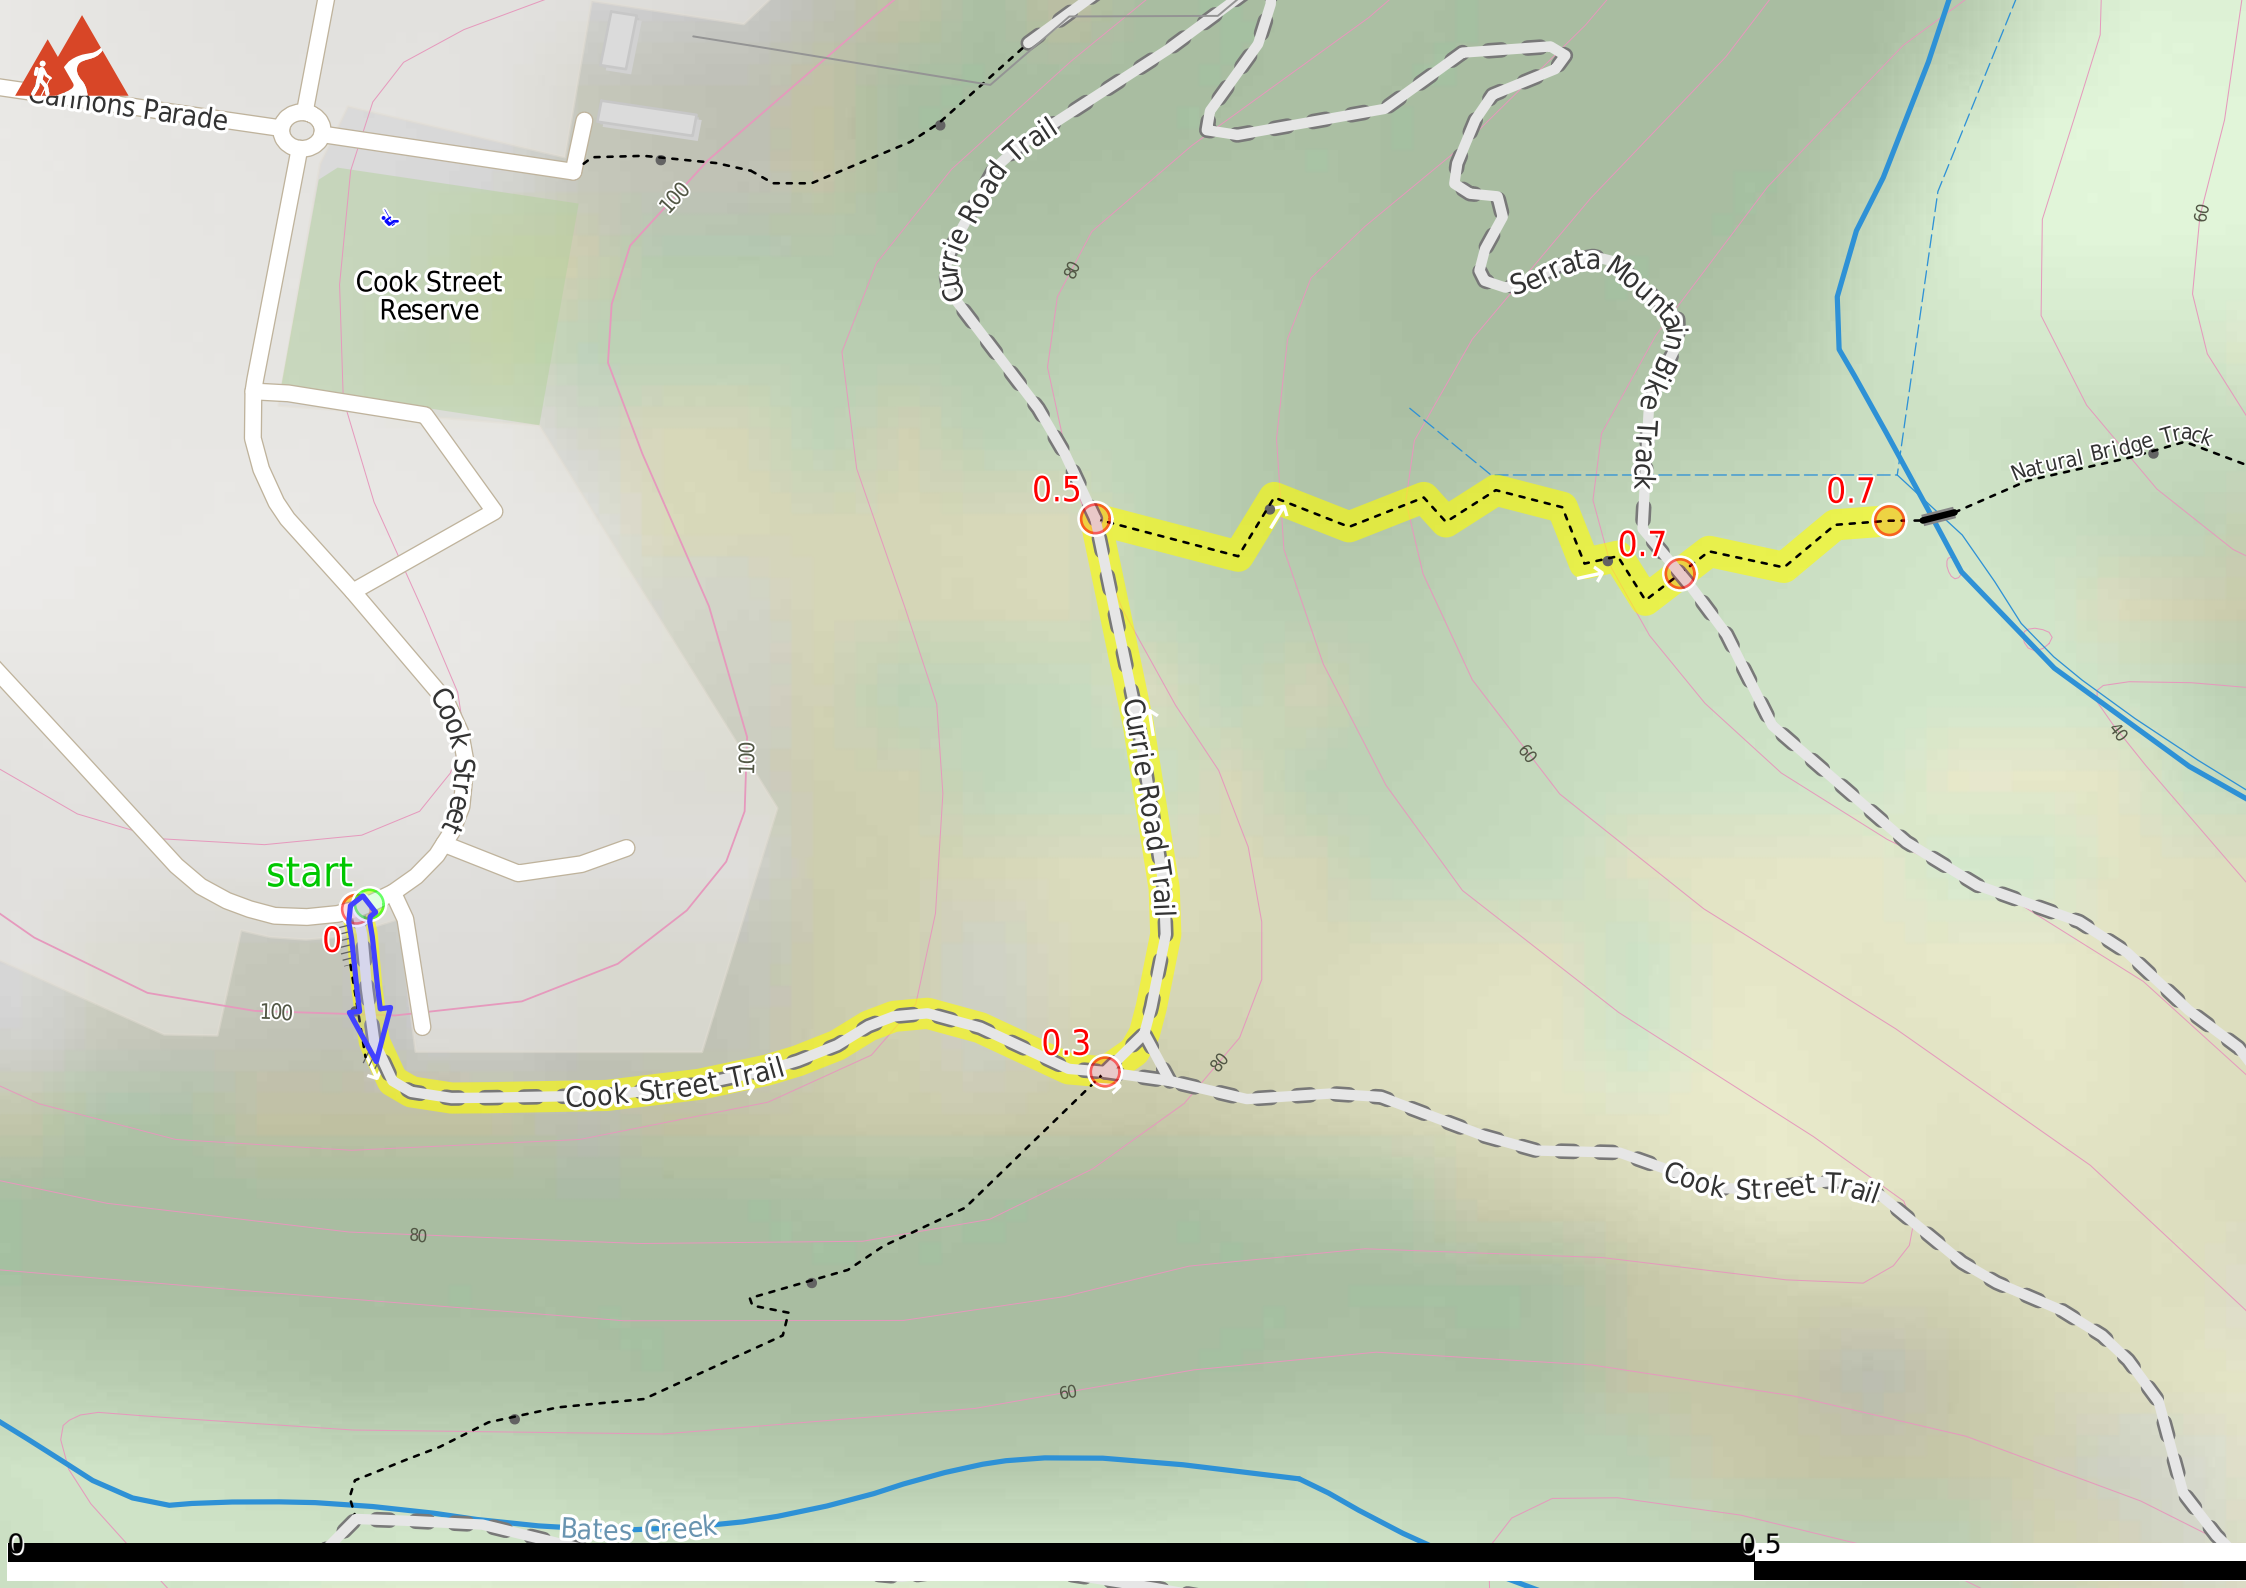 Cannons Parade
Currie Road Trail
100
80
60
Cook Street
Reserve
Serrata Mountain Bike Track
Natural Bridge Track
0.5
0.7
0.7
Cook Street
100
Currie Road Trail
60
40
start
0
100
0.3
80
Cook Street Trail
Cook Street Trail
80
60
Bates Creek
0
0.5